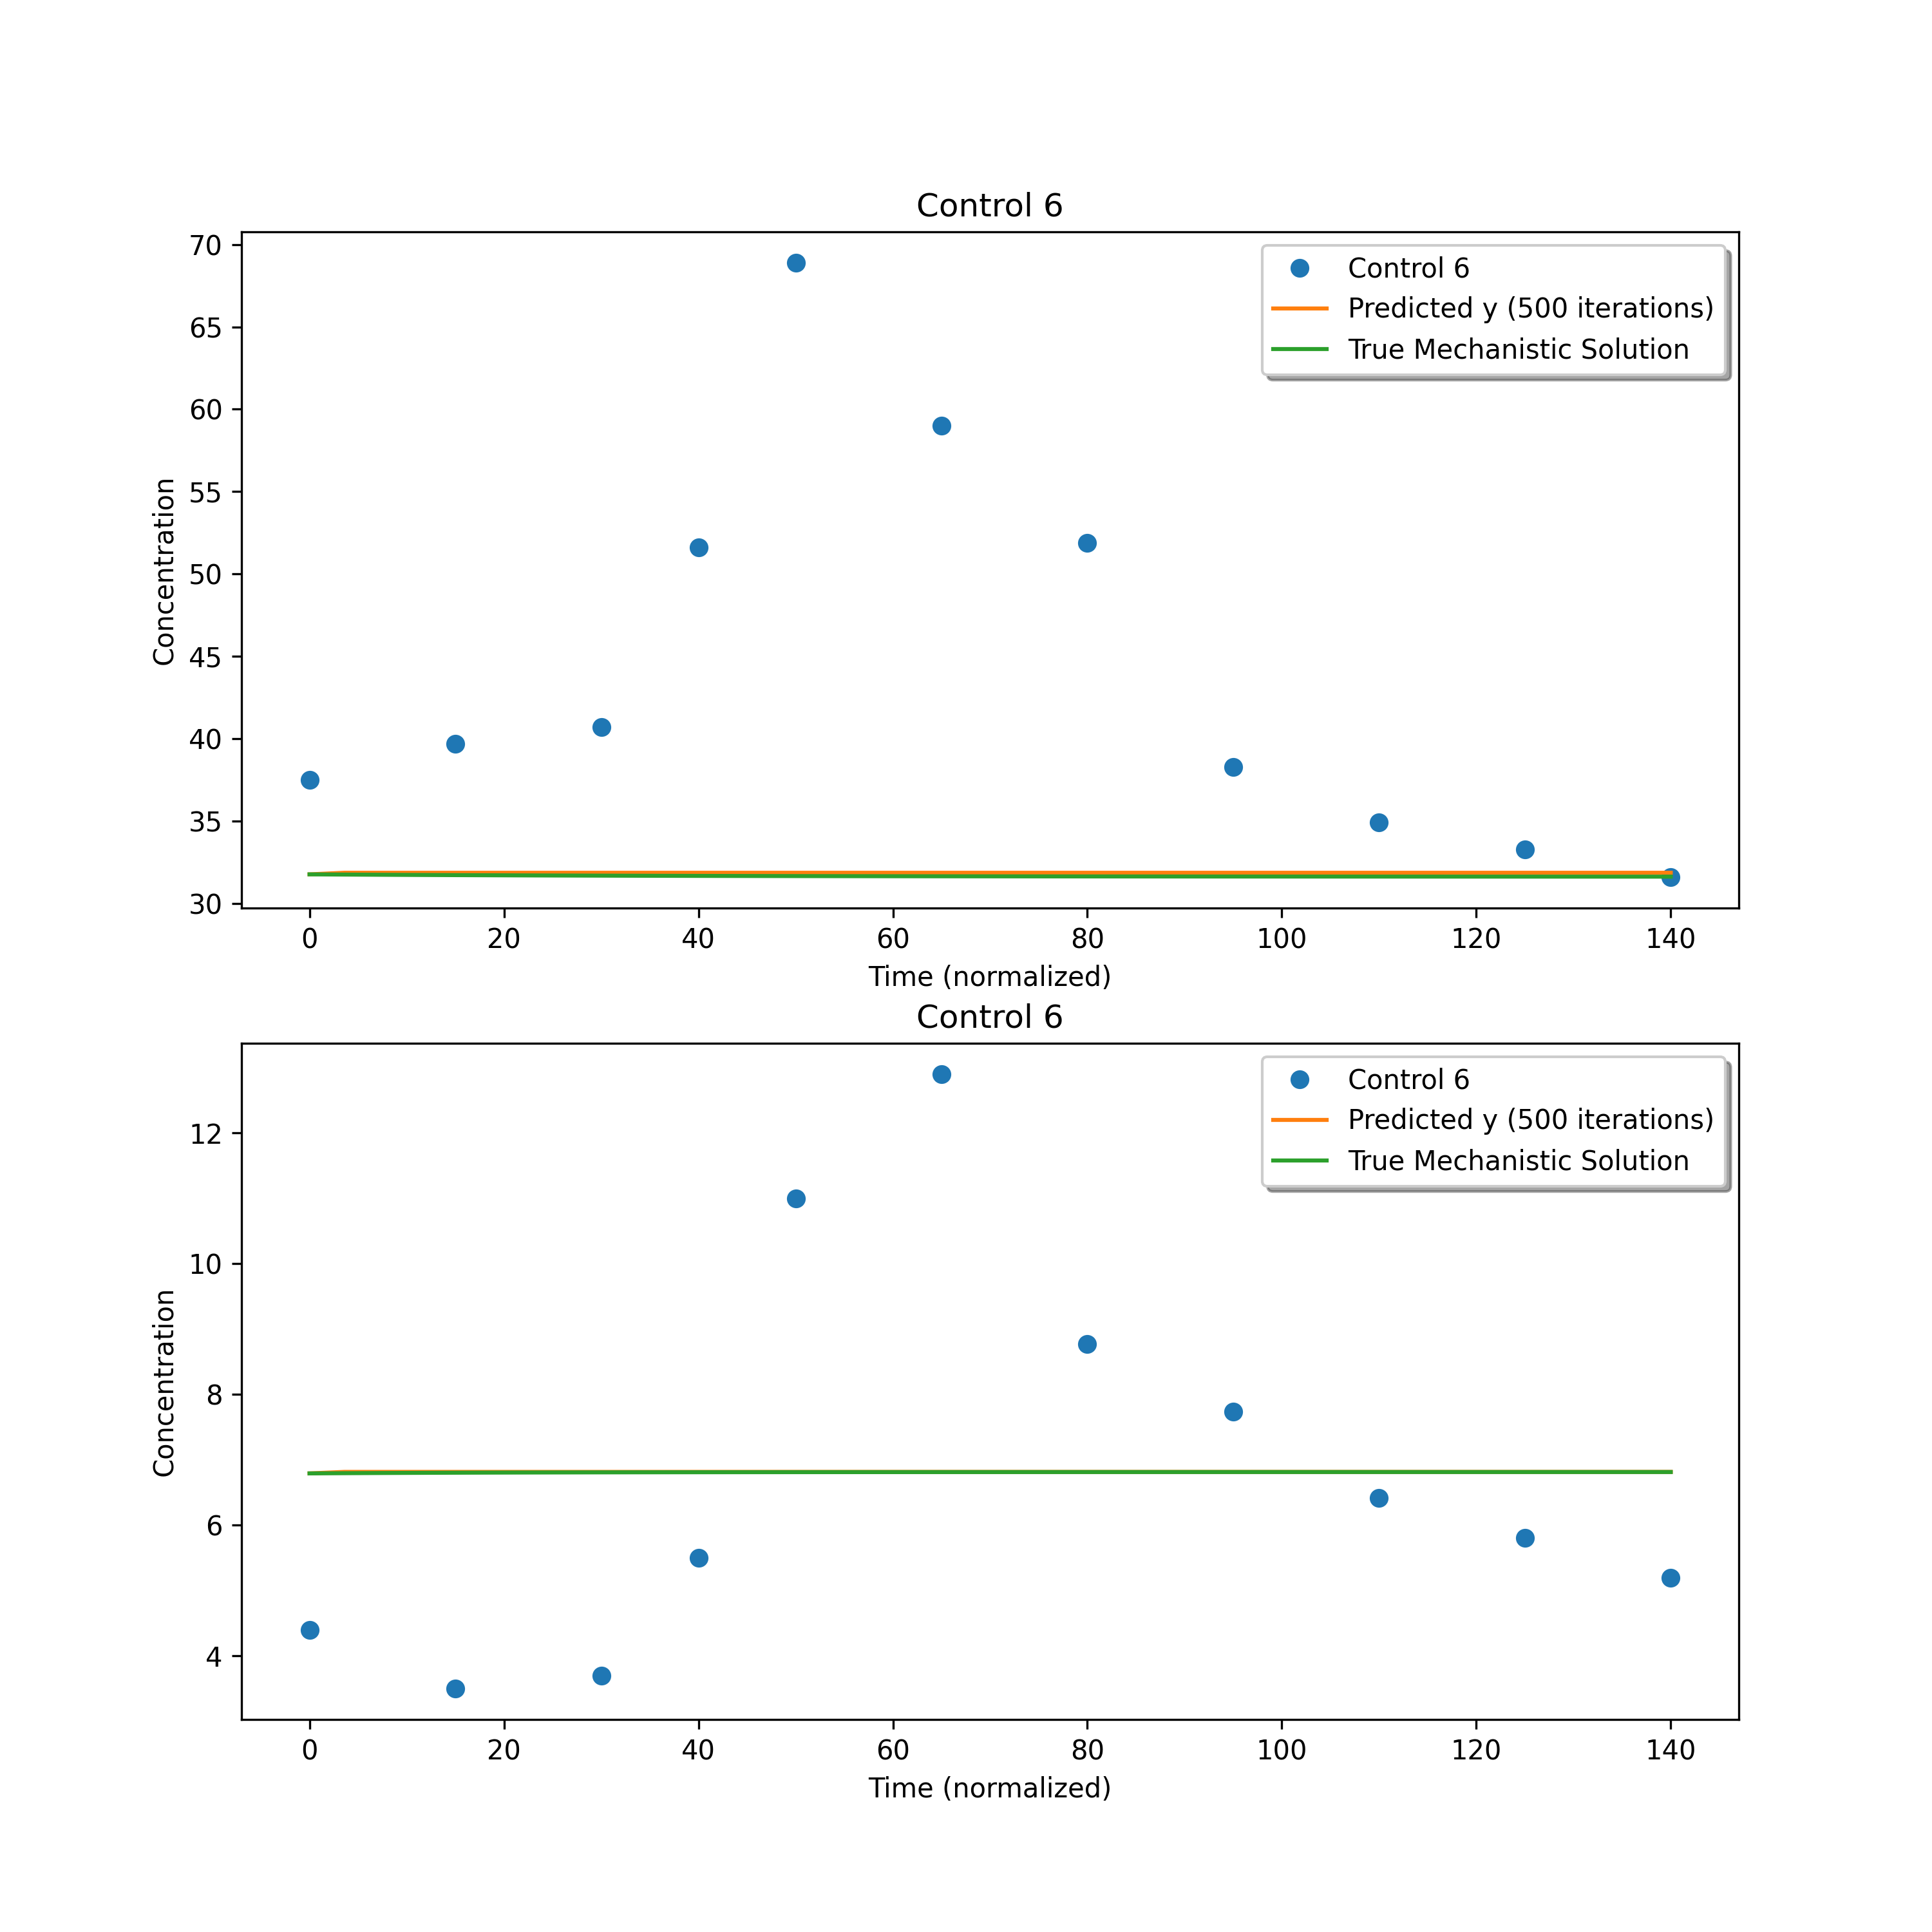 Control 6
70
65
60
55
50
45
40
35
30
Concentration
Control 6
Predicted y (500 iterations)
True Mechanistic Solution
0 20 40 60 80 100 120 140
Time (normalized)
Control 6
12
10
8
6
4
Concentration
Control 6
Predicted y (500 iterations)
True Mechanistic Solution
0 20 40 60 80 100 120 140
Time (normalized)